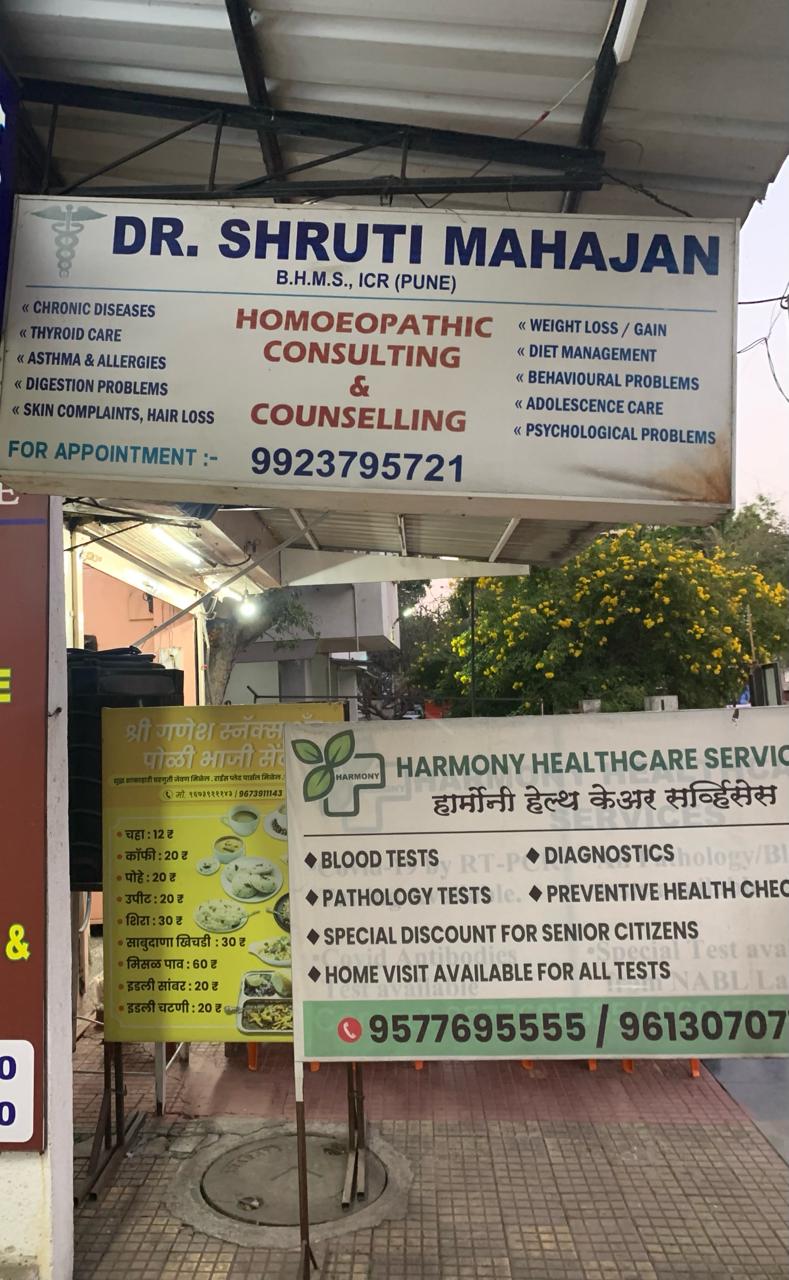 DR. SHRUTI MAHAJAN
B.H.M.S., ICR (PUNE)
« CHRONIC DISEASES
« THYROID CARE
« ASTHMA & ALLERGIES
« DIGESTION PROBLEMS
« SKIN COMPLAINTS, HAIR LOSS
HOMOEOPATHIC
CONSULTING
&
COUNSELLING
« WEIGHT LOSS / GAIN
« DIET MANAGEMENT
« BEHAVIOURAL PROBLEMS
« ADOLESCENCE CARE
« PSYCHOLOGICAL PROBLEMS
FOR APPOINTMENT :- 9923795721
E
E
&
0
0
श्री गणेश स्नॅक्स
पोळी भाजी
मो. ९६७३९१११४३ / 9673911143
चहा : 12 ₹
कॉफी : 20 ₹
पोहे : 20 ₹
उपीट : 20 ₹
शिरा : 30 ₹
साबुदाणा खिचडी : 30 ₹
मिसळ पाव : 60 ₹
इडली सांबर : 20 ₹
इडली चटणी : 20 ₹
HARMONY
HARMONY HEALTHCARE SERVIC
हार्मोनी हेल्थ केअर सर्व्हिसेस
♦ BLOOD TESTS ♦ DIAGNOSTICS
♦ PATHOLOGY TESTS ♦ PREVENTIVE HEALTH CHEC
♦ SPECIAL DISCOUNT FOR SENIOR CITIZENS
♦ HOME VISIT AVAILABLE FOR ALL TESTS
9577695555 / 96130707